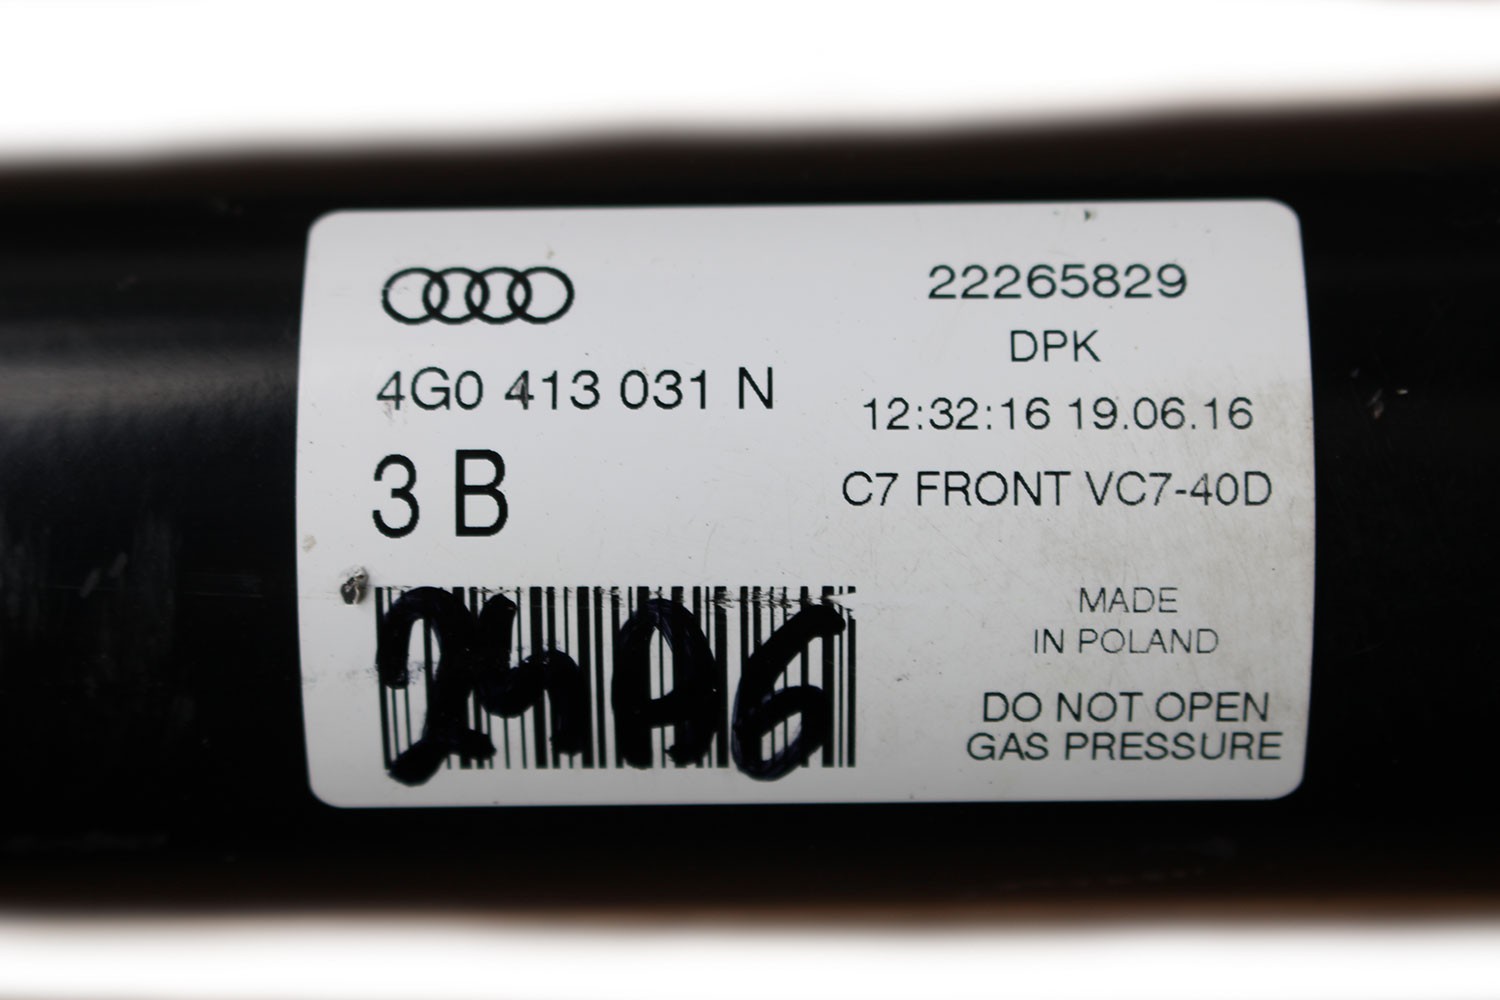 4G0 413 031 N
3 B
22265829
DPK
12:32:16 19.06.16
C7 FRONT VC7-40D
MADE
IN POLAND
DO NOT OPEN
GAS PRESSURE